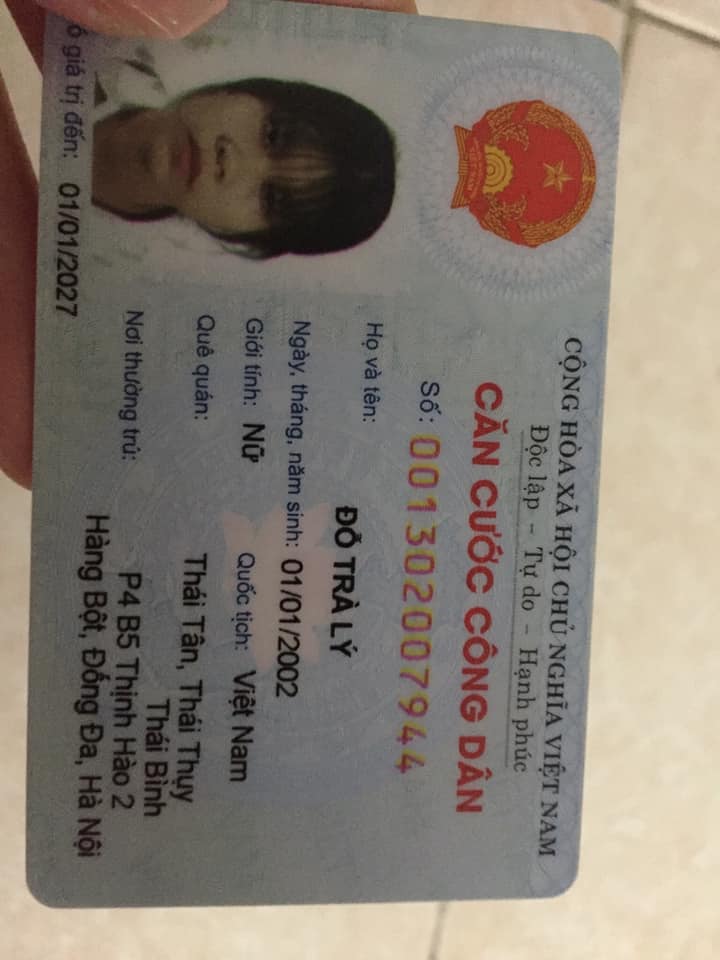 CỘNG HÒA XÃ HỘI CHỦ NGHĨA VIỆT NAM
Độc lập - Tự do - Hạnh phúc
CĂN CƯỚC CÔNG DÂN
Số: 001302007944
Họ và tên:
ĐỖ TRÀ LÝ
Ngày, tháng, năm sinh: 01/01/2002
Giới tính: Nữ Quốc tịch: Việt Nam
Quê quán: Thái Tân, Thái Thụy
Thái Bình
Nơi thường trú: P4 B5 Thịnh Hào 2
Hàng Bột, Đống Đa, Hà Nội
giá trị đến: 01/01/2027